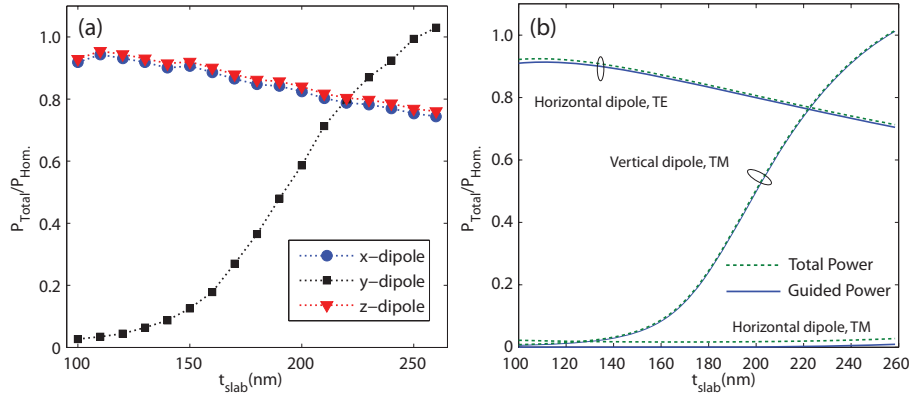 (a)
P_Total/P_Hom.
1.0
0.8
0.6
0.4
0.2
0
100
150
200
250
t_slab(nm)
x−dipole
y−dipole
z−dipole
(b)
P_Total/P_Hom.
1
0.8
0.6
0.4
0.2
0
100
120
140
160
180
200
220
240
260
t_slab(nm)
Horizontal dipole, TE
Vertical dipole, TM
Total Power
Guided Power
Horizontal dipole, TM